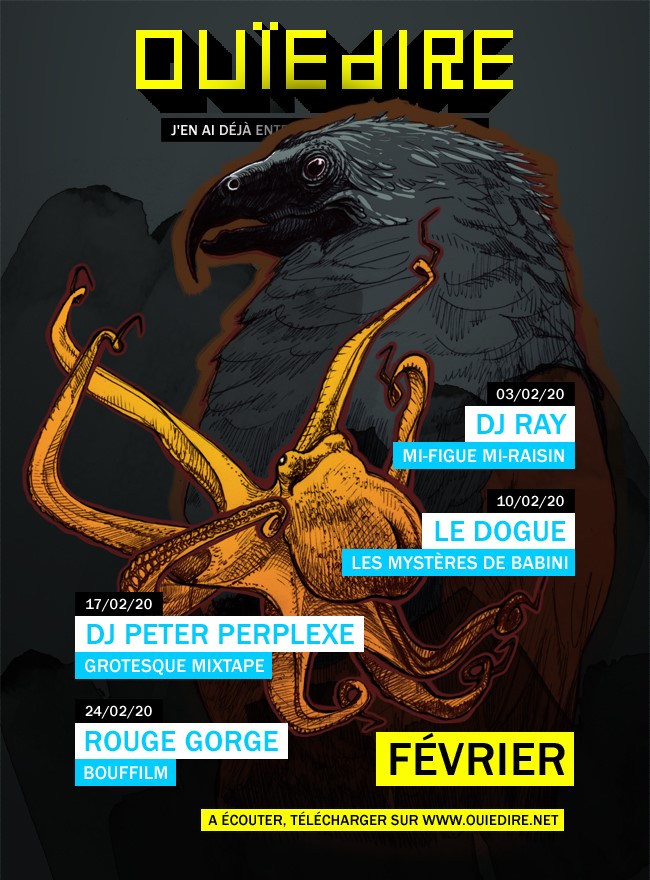 OUÏEDIRE
J'EN AI DÉJÀ
03/02/20
DJ RAY
MI-FIGUE MI-RAISIN
10/02/20
LE DOGUE
LES MYSTÈRES DE BABINI
17/02/20
DJ PETER PERPLEXE
GROTESQUE MIXTAPE
24/02/20
ROUGE GORGE
BOUFFILM
FÉVRIER
A ÉCOUTER, TÉLÉCHARGER SUR WWW.OUIEDIRE.NET